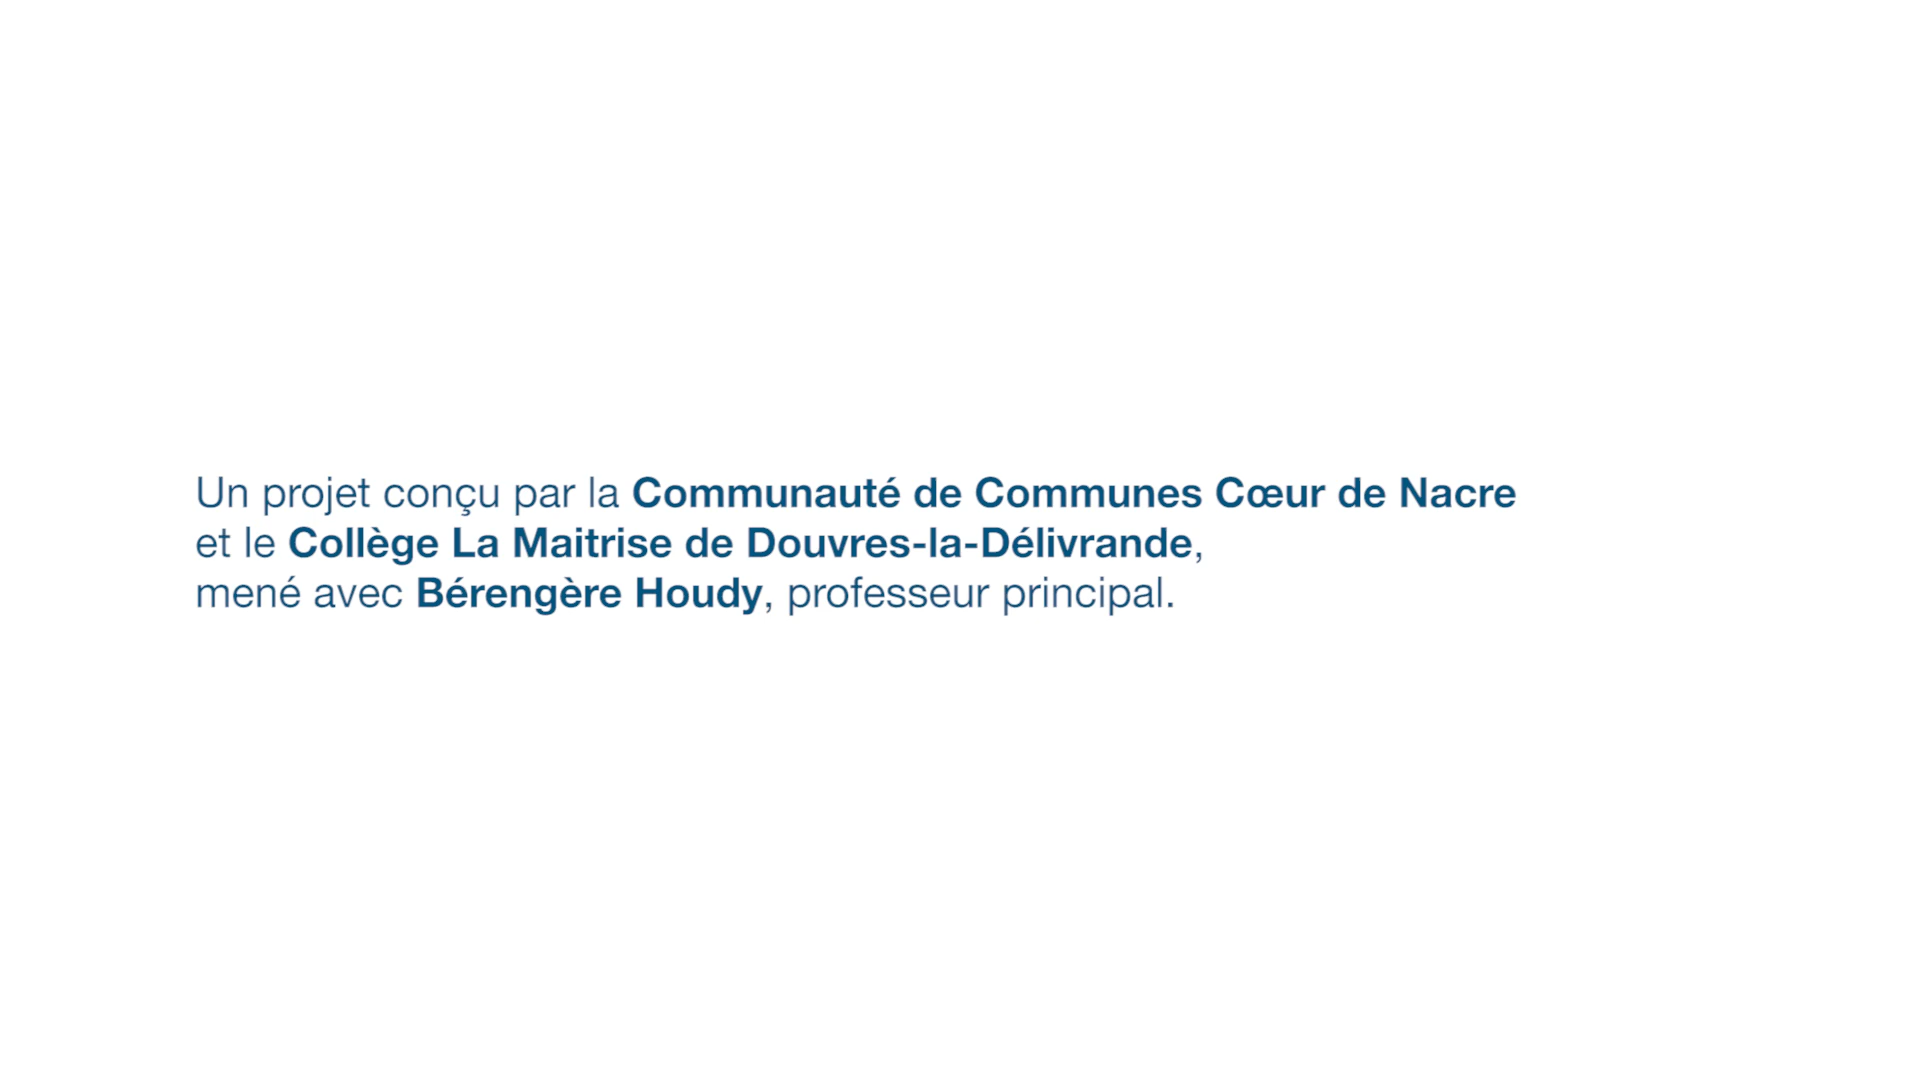 Un projet conçu par la Communauté de Communes Cœur de Nacre
et le Collège La Maitrise de Douvres-la-Délivrande,
mené avec Bérengère Houdy, professeur principal.